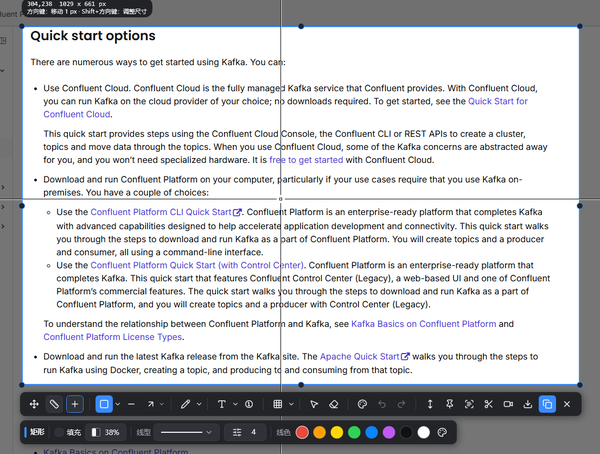 304,238 1029 x 661 px
方向键: 移动 1 px · Shift+方向键: 调整尺寸
Quick start options
There are numerous ways to get started using Kafka. You can:
Use Confluent Cloud. Confluent Cloud is the fully managed Kafka service that Confluent provides. With Confluent Cloud,
you can run Kafka on the cloud provider of your choice; no downloads required. To get started, see the Quick Start for
Confluent Cloud.
This quick start provides steps using the Confluent Cloud Console, the Confluent CLI or REST APIs to create a cluster,
topics and move data through the topics. When you use Confluent Cloud, some of the Kafka concerns are abstracted away
for you, and you won't need specialized hardware. It is free to get started with Confluent Cloud.
Download and run Confluent Platform on your computer, particularly if your use cases require that you use Kafka on-
premises. You have a couple of choices:
Use the Confluent Platform CLI Quick Start. Confluent Platform is an enterprise-ready platform that completes Kafka
with advanced capabilities designed to help accelerate application development and connectivity. This quick start walks
you through the steps to download and run Kafka as a part of Confluent Platform. You will create topics and a producer
and consumer, all using a command-line interface.
Use the Confluent Platform Quick Start (with Control Center). Confluent Platform is an enterprise-ready platform that
completes Kafka. This quick start that features Confluent Control Center (Legacy), a web-based UI and one of Confluent
Platform's commercial features. The quick start walks you through the steps to download and run Kafka as a part of
Confluent Platform, and you will create topics and a producer with Control Center (Legacy).
To understand the relationship between Confluent Platform and Kafka, see Kafka Basics on Confluent Platform and
Confluent Platform License Types.
Download and run the latest Kafka release from the Kafka site. The Apache Quick Start walks you through the steps to
run Kafka using Docker, creating a topic, and producing to and consuming from that topic.
矩形 填充 38% 线型 4 线色
Kafka Basics on Confluent Platform